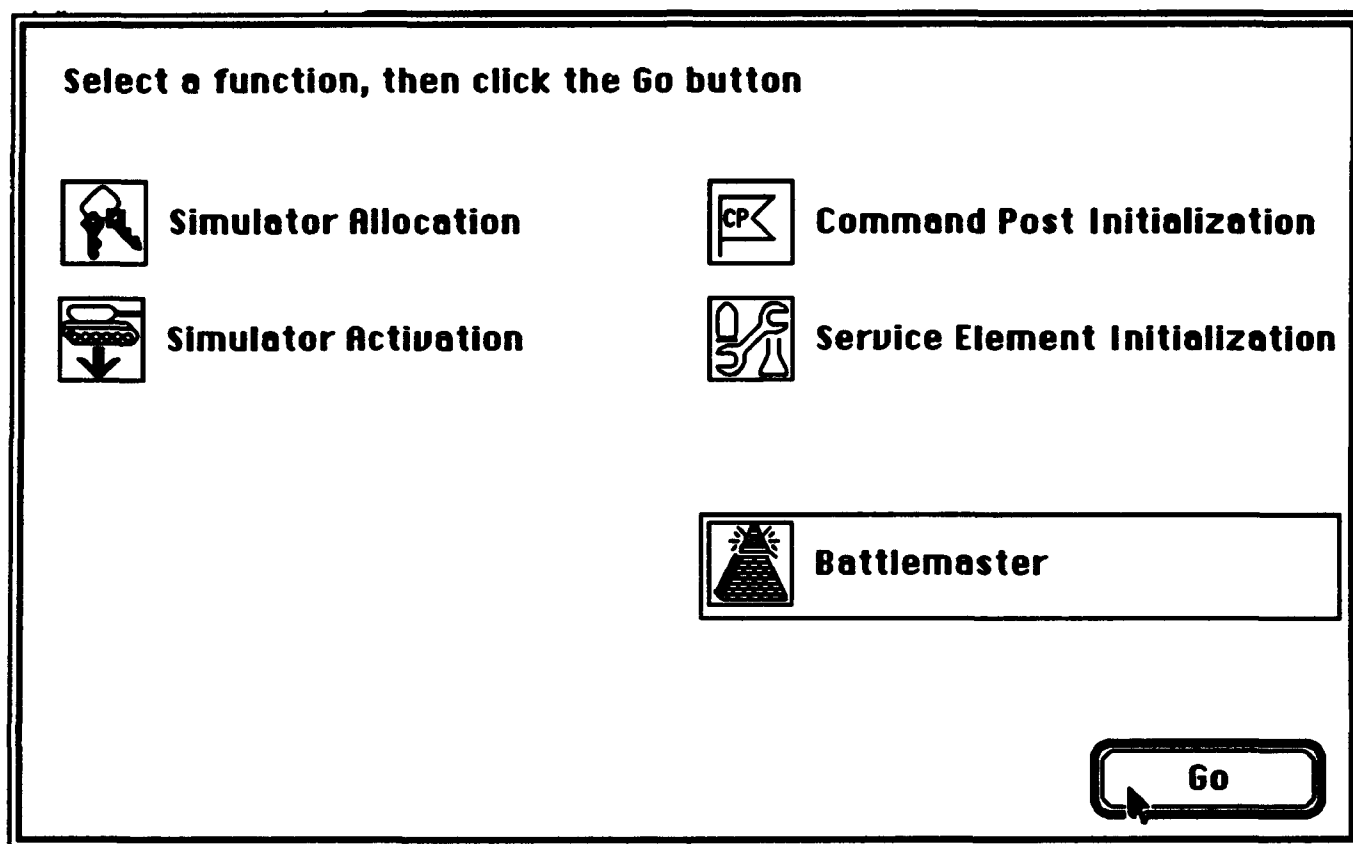 Select a function, then click the Go button
Simulator Allocation
CP
Command Post Initialization
Simulator Activation
Service Element Initialization
Battlemaster
Go